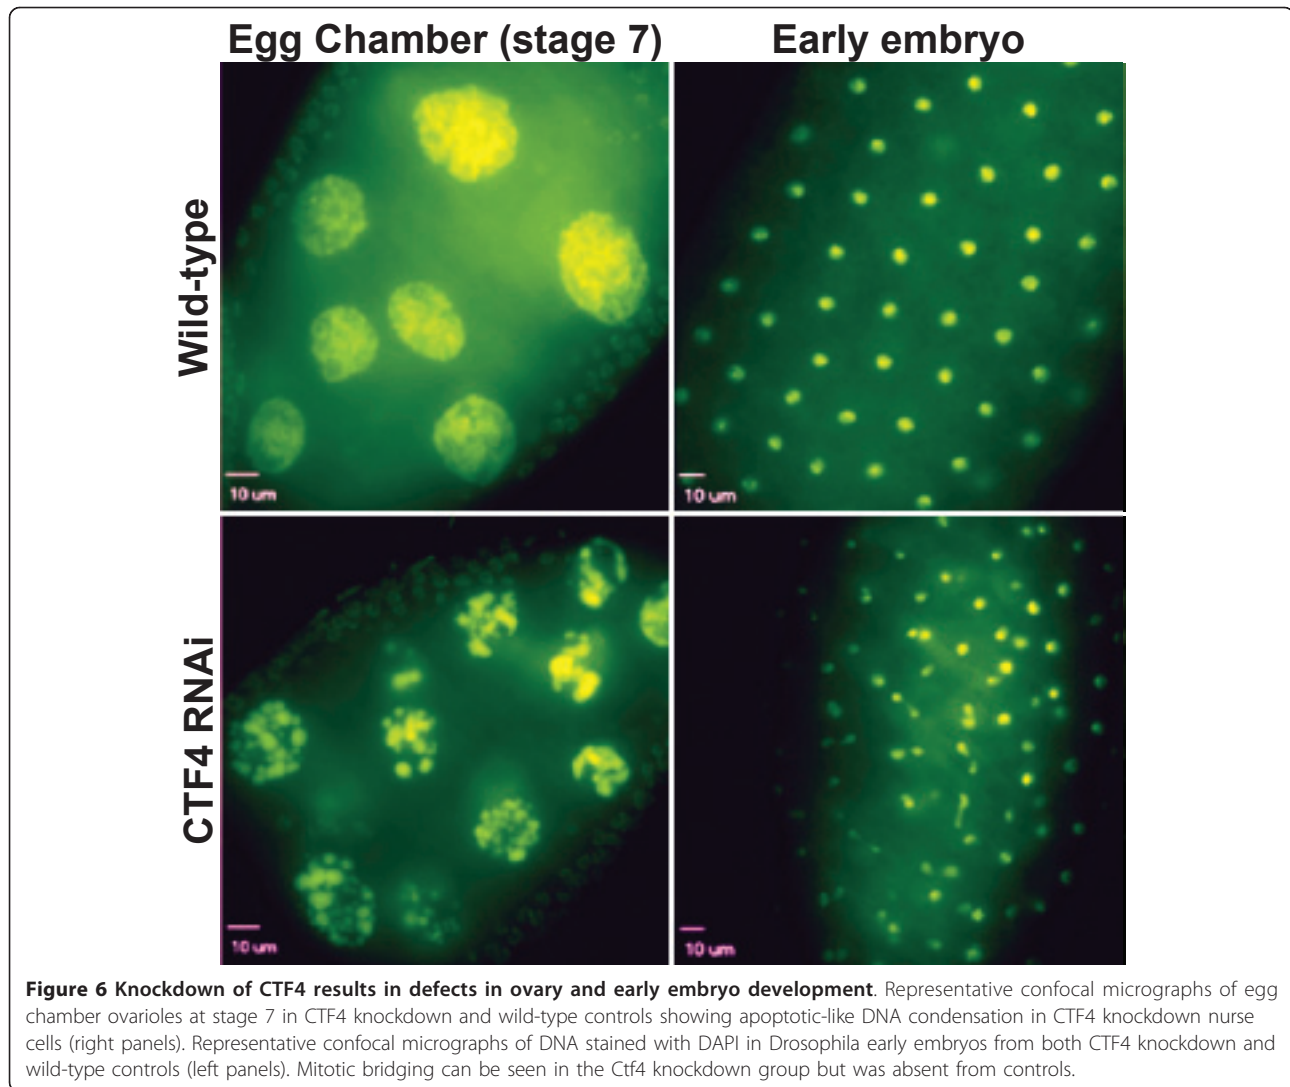 Egg Chamber (stage 7)
Early embryo
Wild-type
10 um
10 um
CTF4 RNAi
10 um
10 um
Figure 6 Knockdown of CTF4 results in defects in ovary and early embryo development. Representative confocal micrographs of egg
chamber ovarioles at stage 7 in CTF4 knockdown and wild-type controls showing apoptotic-like DNA condensation in CTF4 knockdown nurse
cells (right panels). Representative confocal micrographs of DNA stained with DAPI in Drosophila early embryos from both CTF4 knockdown and
wild-type controls (left panels). Mitotic bridging can be seen in the Ctf4 knockdown group but was absent from controls.